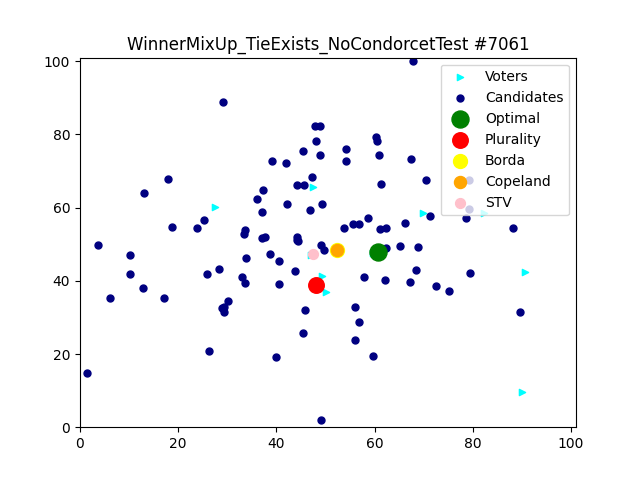 WinnerMixUp_TieExists_NoCondorcetTest #7061
Voters
Candidates
Optimal
Plurality
Borda
Copeland
STV
100
80
60
40
20
0
0 20 40 60 80 100